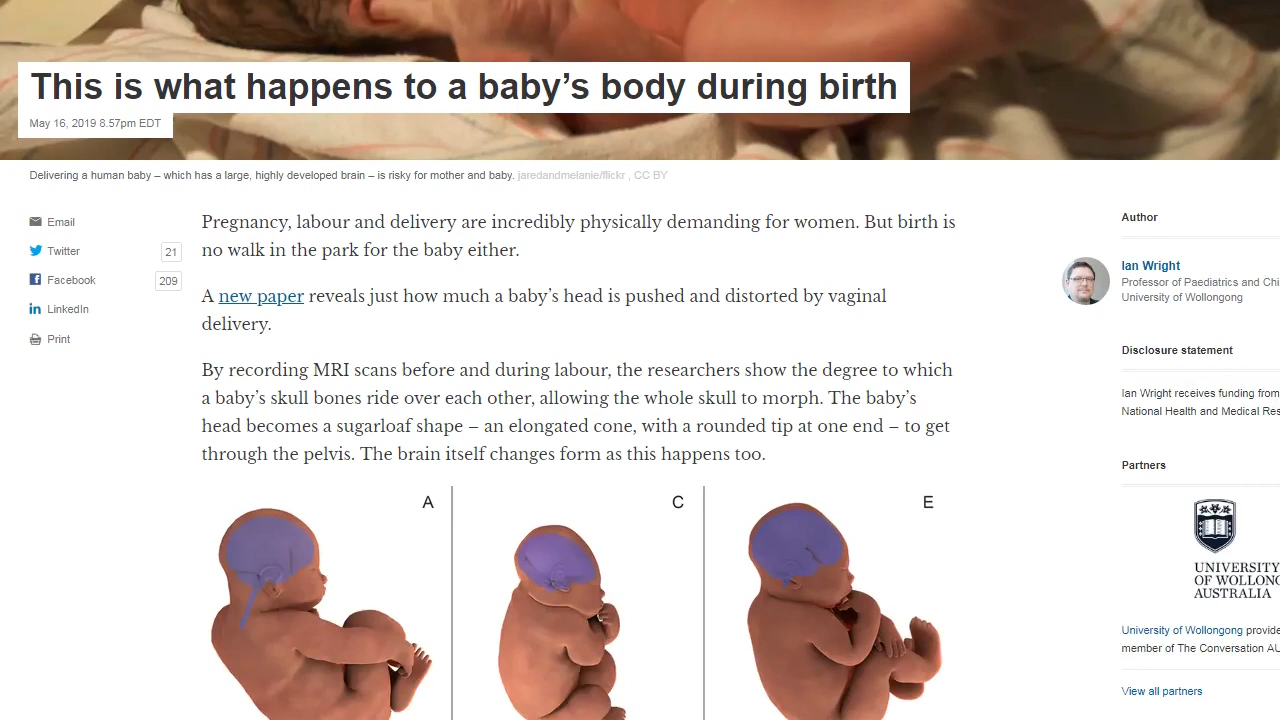 This is what happens to a baby’s body during birth
May 16, 2019 8.57pm EDT
Delivering a human baby – which has a large, highly developed brain – is risky for mother and baby. jaredandmelanie/flickr , CC BY
Email
Twitter 21
Facebook 209
LinkedIn
Print
Pregnancy, labour and delivery are incredibly physically demanding for women. But birth is
no walk in the park for the baby either.
A new paper reveals just how much a baby’s head is pushed and distorted by vaginal
delivery.
By recording MRI scans before and during labour, the researchers show the degree to which
a baby’s skull bones ride over each other, allowing the whole skull to morph. The baby’s
head becomes a sugarloaf shape – an elongated cone, with a rounded tip at one end – to get
through the pelvis. The brain itself changes form as this happens too.
A
C
E
Author
Ian Wright
Professor of Paediatrics and Chi
University of Wollongong
Disclosure statement
Ian Wright receives funding from
National Health and Medical Res
Partners
UNIVERSITY
OF WOLLONG
AUSTRALIA
University of Wollongong provide
member of The Conversation AU
View all partners